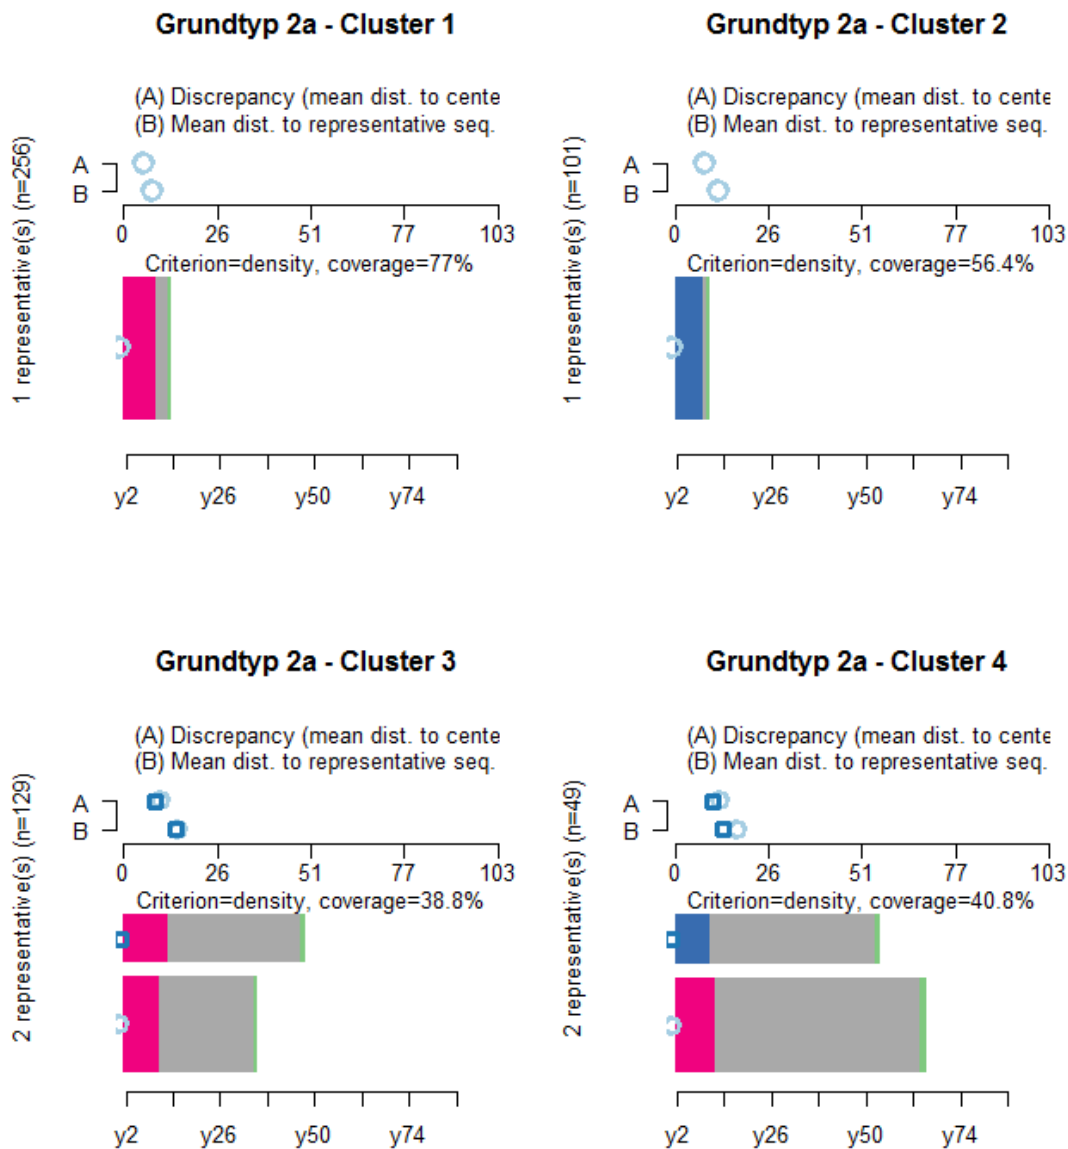 Grundtyp 2a - Cluster 1
(A) Discrepancy (mean dist. to cente
(B) Mean dist. to representative seq.
1 representative(s) (n=256)
A
B
0 26 51 77 103
Criterion=density, coverage=77%
y2 y26 y50 y74
Grundtyp 2a - Cluster 2
(A) Discrepancy (mean dist. to cente
(B) Mean dist. to representative seq.
1 representative(s) (n=101)
A
B
0 26 51 77 103
Criterion=density, coverage=56.4%
y2 y26 y50 y74
Grundtyp 2a - Cluster 3
(A) Discrepancy (mean dist. to cente
(B) Mean dist. to representative seq.
2 representative(s) (n=129)
A
B
0 26 51 77 103
Criterion=density, coverage=38.8%
y2 y26 y50 y74
Grundtyp 2a - Cluster 4
(A) Discrepancy (mean dist. to cente
(B) Mean dist. to representative seq.
2 representative(s) (n=49)
A
B
0 26 51 77 103
Criterion=density, coverage=40.8%
y2 y26 y50 y74